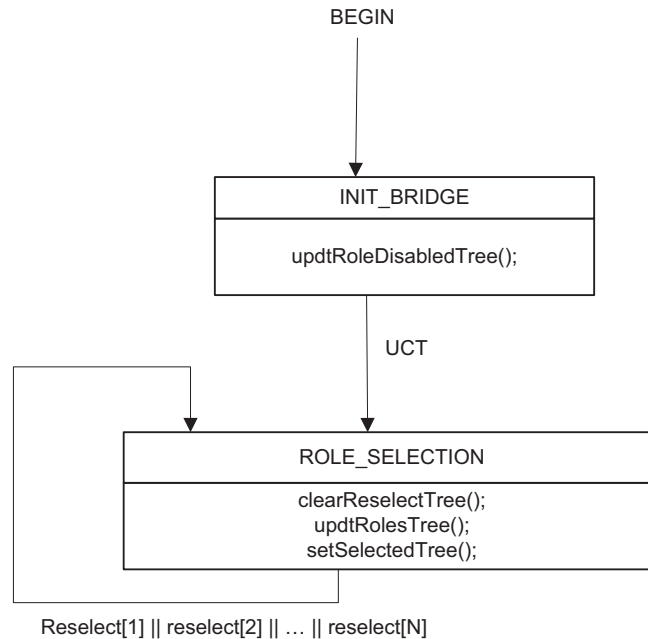 BEGIN
INIT_BRIDGE
updtRoleDisabledTree();
UCT
ROLE_SELECTION
clearReselectTree();
updtRolesTree();
setSelectedTree();
Reselect[1] || reselect[2] || … || reselect[N]